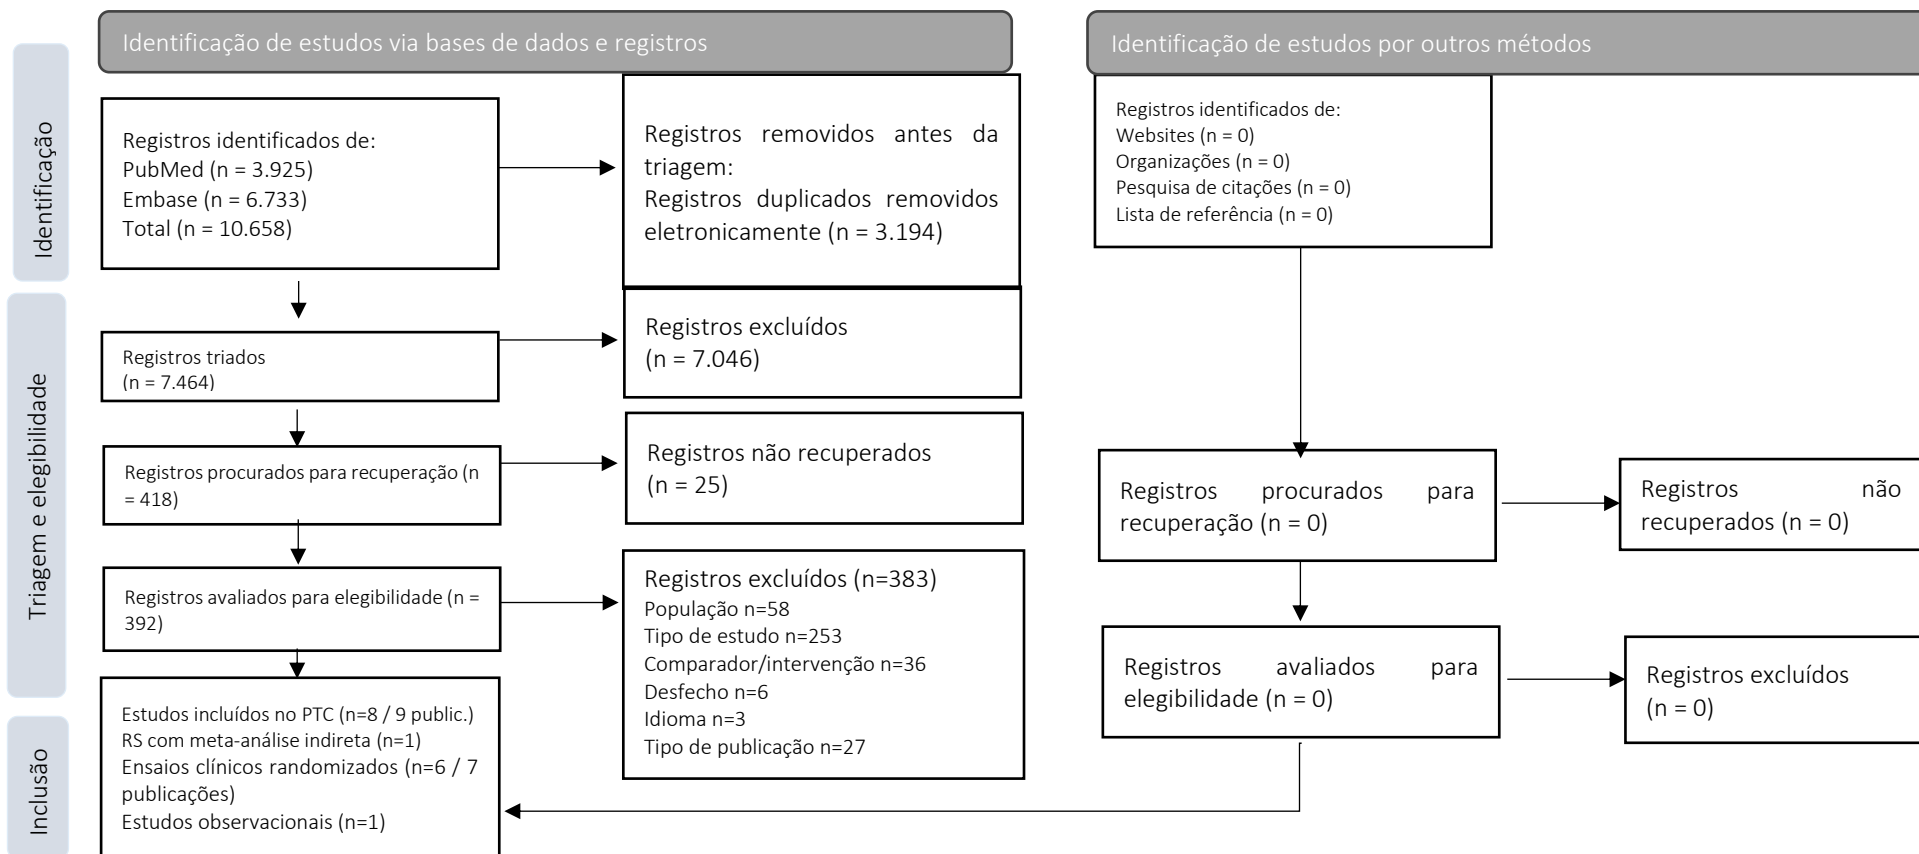 Identificação de estudos via bases de dados e registros
Identificação de estudos por outros métodos
Identificação
Registros identificados de:
PubMed (n = 3.925)
Embase (n = 6.733)
Total (n = 10.658)
Registros removidos antes da
triagem:
Registros duplicados removidos
eletronicamente (n = 3.194)
Registros identificados de:
Websites (n = 0)
Organizações (n = 0)
Pesquisa de citações (n = 0)
Lista de referência (n = 0)
Triagem e elegibilidade
Registros triados
(n = 7.464)
Registros excluídos
(n = 7.046)
Registros procurados para recuperação (n
= 418)
Registros não recuperados
(n = 25)
Registros procurados para
recuperação (n = 0)
Registros não
recuperados (n = 0)
Registros avaliados para elegibilidade (n =
392)
Registros excluídos (n=383)
População n=58
Tipo de estudo n=253
Comparador/intervenção n=36
Desfecho n=6
Idioma n=3
Tipo de publicação n=27
Registros avaliados para
elegibilidade (n = 0)
Registros excluídos
(n = 0)
Inclusão
Estudos incluídos no PTC (n=8 / 9 public.)
RS com meta-análise indireta (n=1)
Ensaios clínicos randomizados (n=6 / 7
publicações)
Estudos observacionais (n=1)